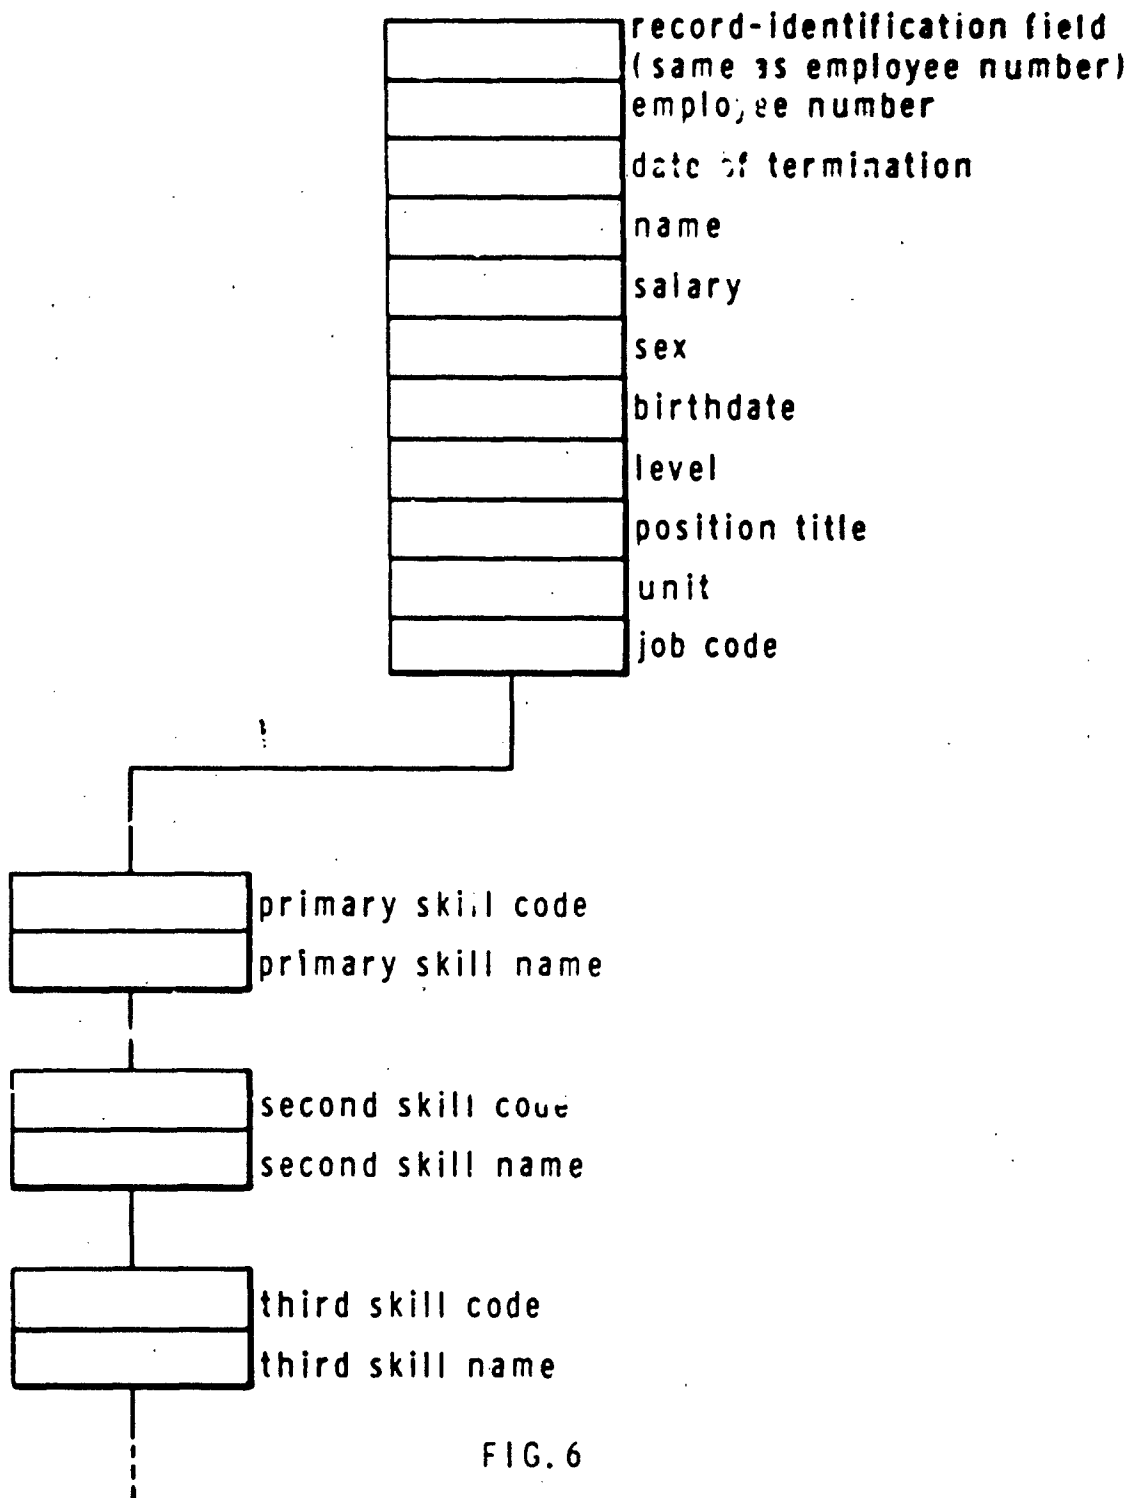 record-identification field
(same as employee number)
employee number
date of termination
name
salary
sex
birthdate
level
position title
unit
job code
primary skill code
primary skill name
second skill code
second skill name
third skill code
third skill name
FIG. 6